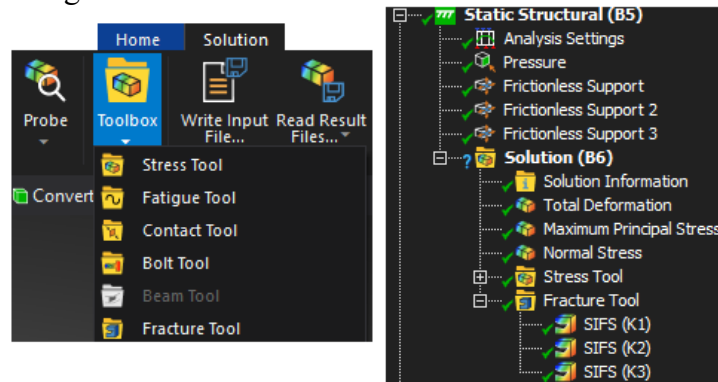 Home Solution
Probe
Toolbox
Write Input File...
Read Result Files...
Convert
Stress Tool
Fatigue Tool
Contact Tool
Bolt Tool
Beam Tool
Fracture Tool
Static Structural (B5)
Analysis Settings
Pressure
Frictionless Support
Frictionless Support 2
Frictionless Support 3
? Solution (B6)
Solution Information
Total Deformation
Maximum Principal Stress
Normal Stress
Stress Tool
Fracture Tool
SIFS (K1)
SIFS (K2)
SIFS (K3)